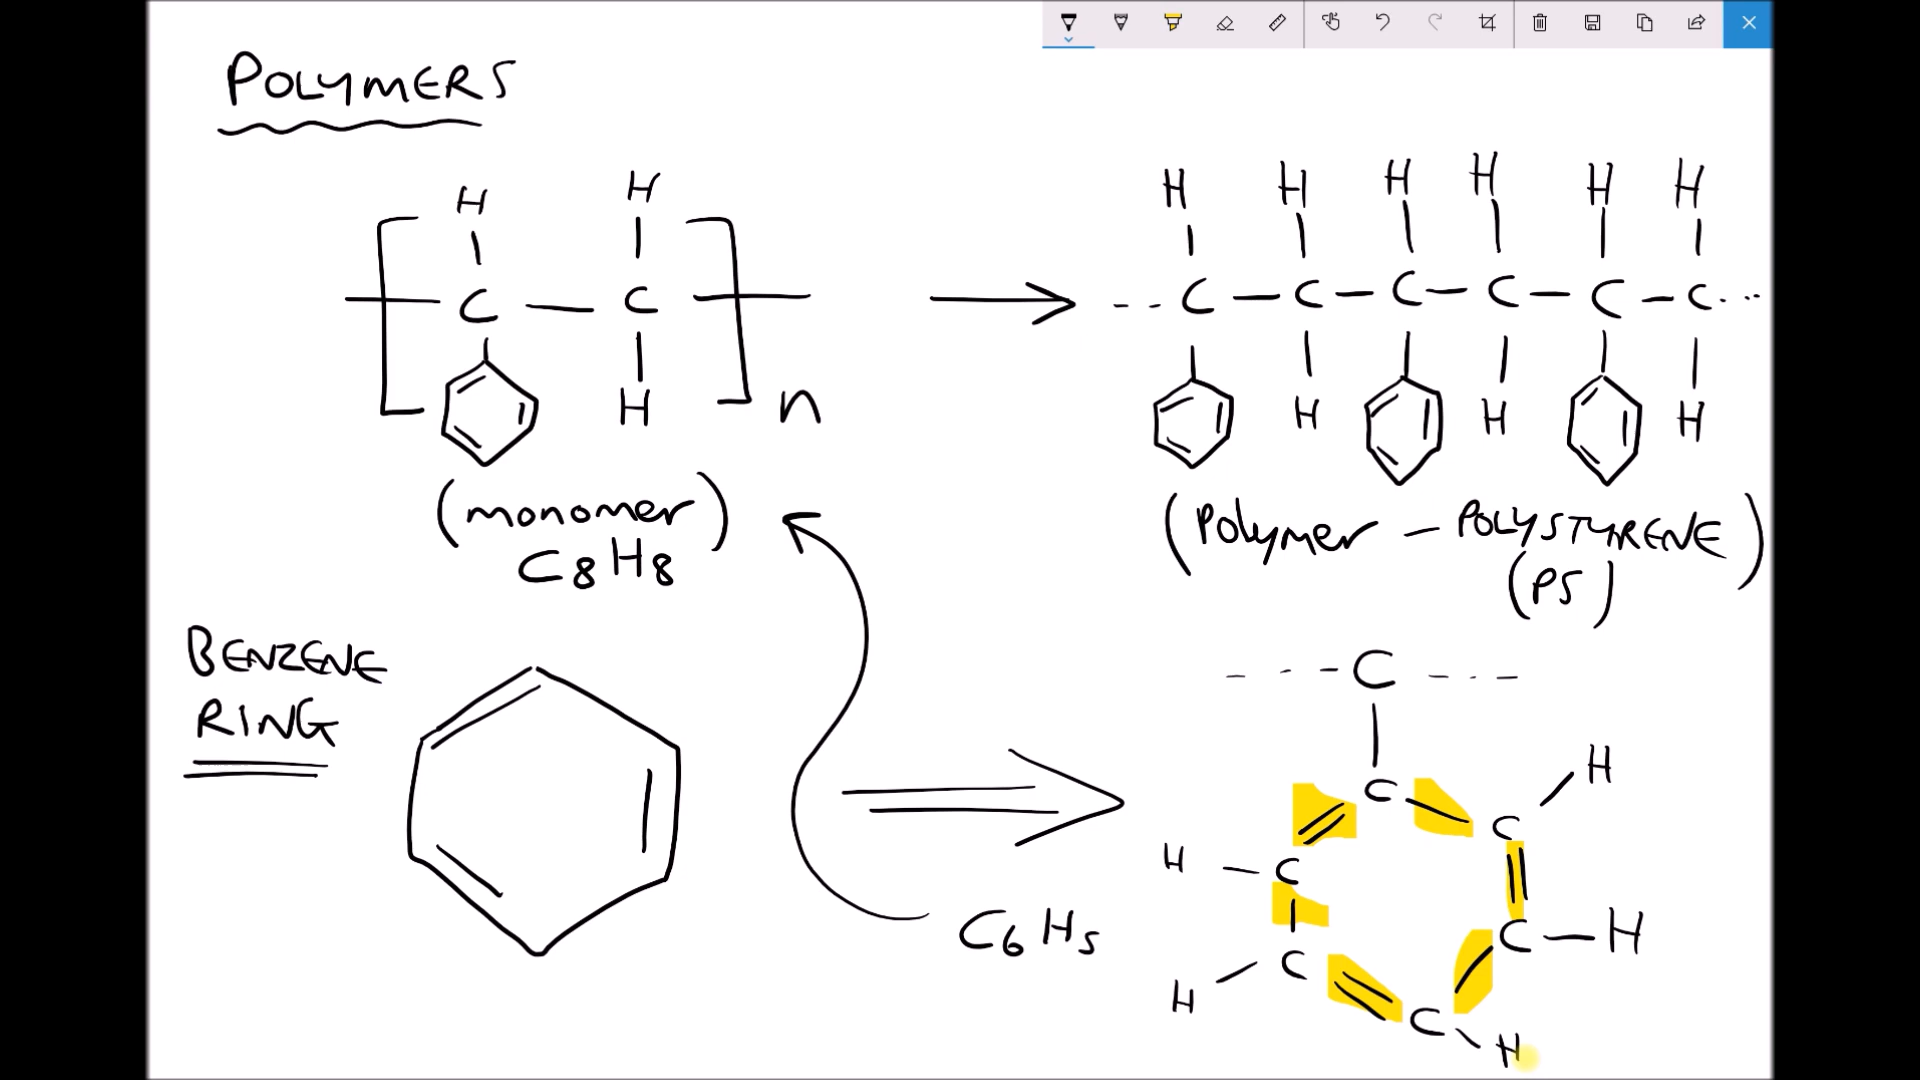 POLYMERS
H H
C — C
H
n
(monomer)
C8H8
H H H H H H
-- C — C — C — C — C — C ...
H H H
(Polymer — POLYSTYRENE)
(PS)
BENZENE
RING
C6H5
--- C ---
C
H
C
H — C
C — H
H
C
C
H